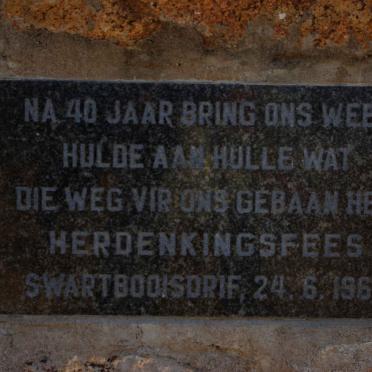 NA 40 JAAR BRING ONS WEE
HULDE AAN HULLE WAT
DIE WEG VIR ONS GEBAAN HE
HERDENKINGSFEES
SWARTBOOISDRIF, 24. 6. 196